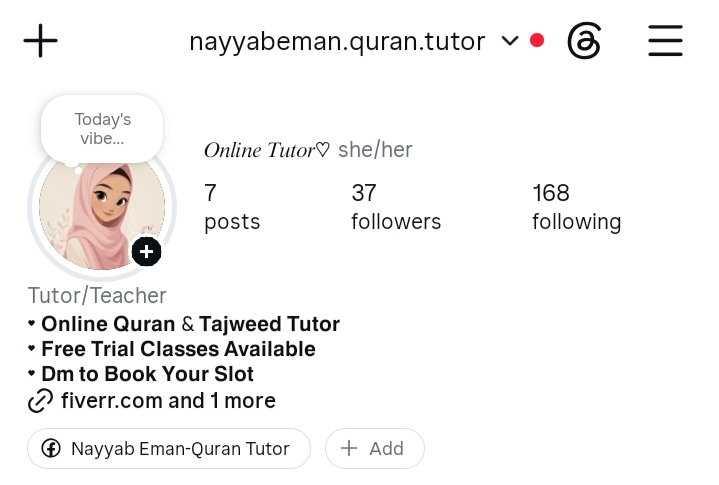 nayyabeman.quran.tutor
Today's
vibe...
Online Tutor♡ she/her
7 37 168
posts followers following
Tutor/Teacher
♥ Online Quran & Tajweed Tutor
♥ Free Trial Classes Available
♥ Dm to Book Your Slot
fiverr.com and 1 more
Nayyab Eman-Quran Tutor Add